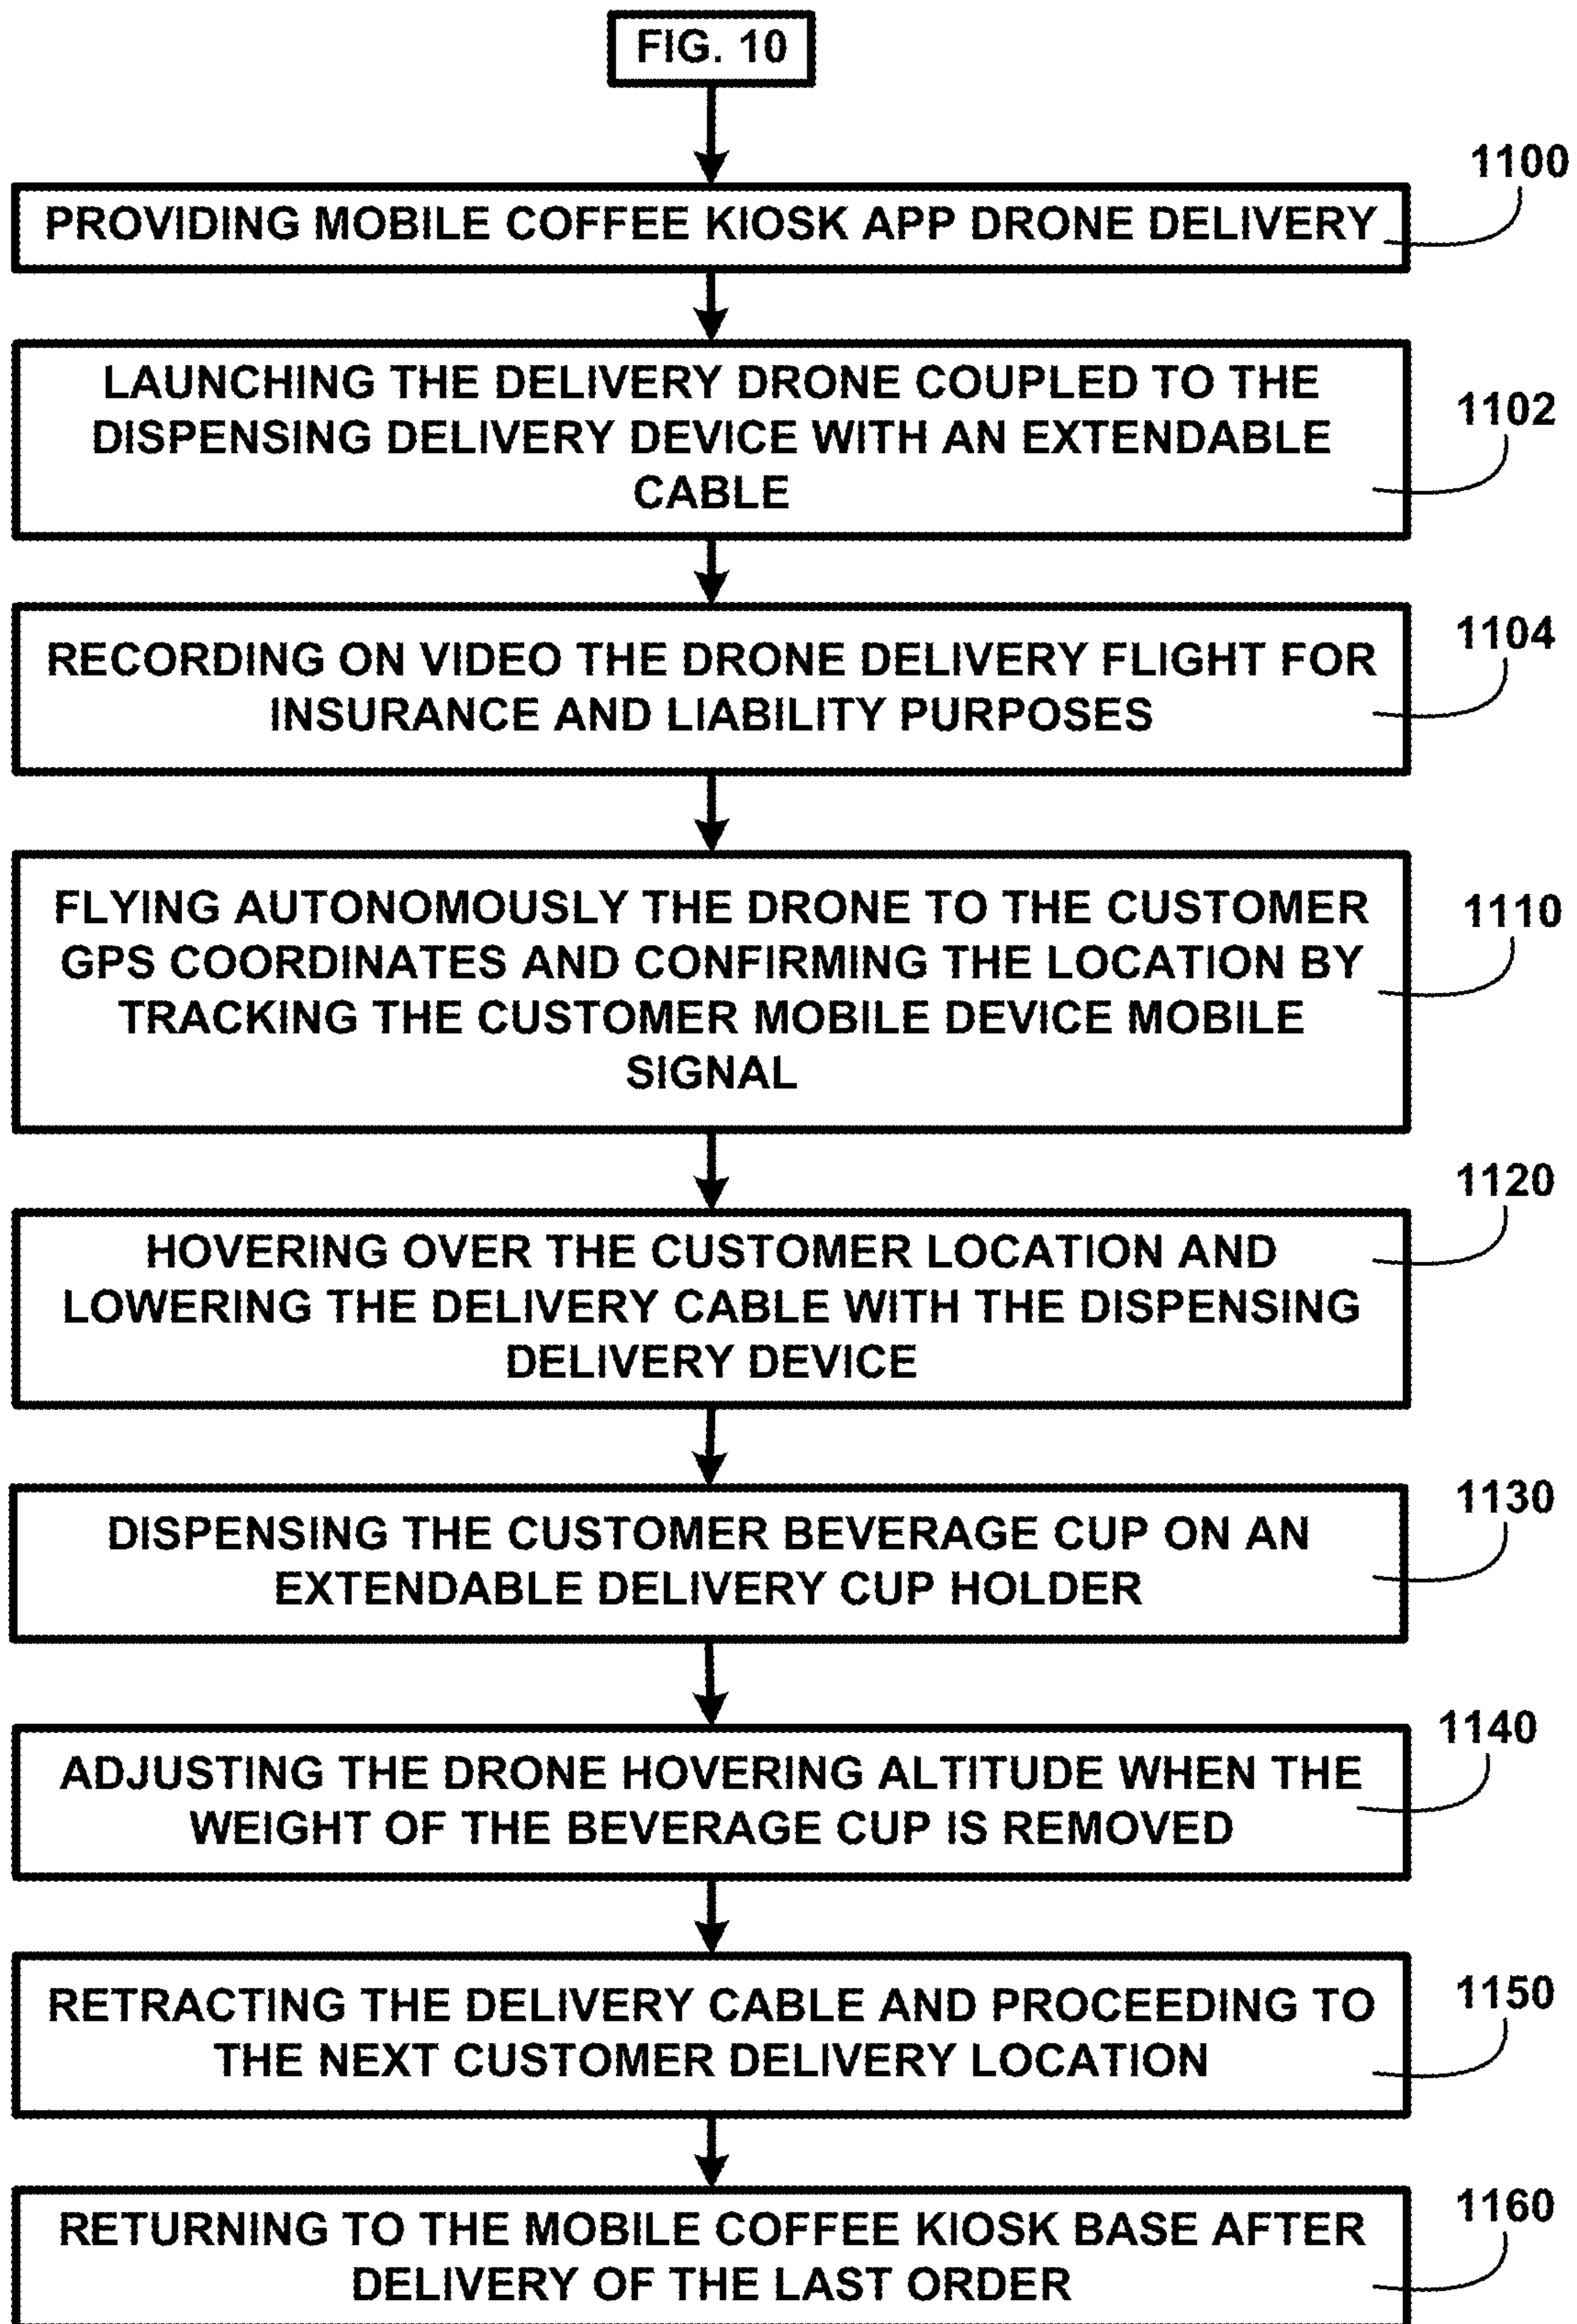 FIG. 10
1100
PROVIDING MOBILE COFFEE KIOSK APP DRONE DELIVERY
LAUNCHING THE DELIVERY DRONE COUPLED TO THE
1102
DISPENSING DELIVERY DEVICE WITH AN EXTENDABLE
CABLE
1104
RECORDING ON VIDEO THE DRONE DELIVERY FLIGHT FOR
INSURANCE AND LIABILITY PURPOSES
FLYING AUTONOMOUSLY THE DRONE TO THE CUSTOMER
1110
GPS COORDINATES AND CONFIRMING THE LOCATION BY
TRACKING THE CUSTOMER MOBILE DEVICE MOBILE
SIGNAL
1120
HOVERING OVER THE CUSTOMER LOCATION AND
LOWERING THE DELIVERY CABLE WITH THE DISPENSING
DELIVERY DEVICE
1130
DISPENSING THE CUSTOMER BEVERAGE CUP ON AN
EXTENDABLE DELIVERY CUP HOLDER
1140
ADJUSTING THE DRONE HOVERING ALTITUDE WHEN THE
WEIGHT OF THE BEVERAGE CUP IS REMOVED
1150
RETRACTING THE DELIVERY CABLE AND PROCEEDING TO
THE NEXT CUSTOMER DELIVERY LOCATION
1160
RETURNING TO THE MOBILE COFFEE KIOSK BASE AFTER
DELIVERY OF THE LAST ORDER